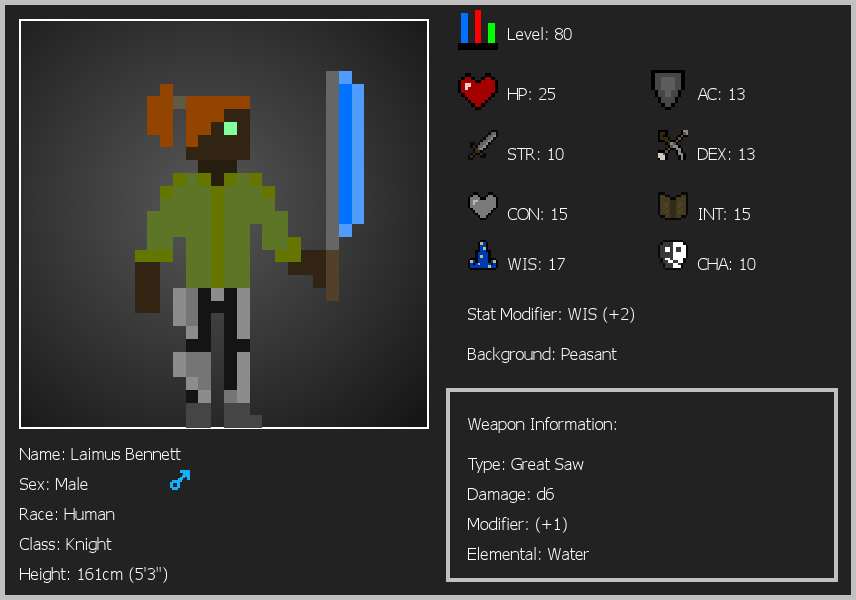 Level: 80
HP: 25
AC: 13
STR: 10
DEX: 13
CON: 15
INT: 15
WIS: 17
CHA: 10
Stat Modifier: WIS (+2)
Background: Peasant
Weapon Information:
Type: Great Saw
Damage: d6
Modifier: (+1)
Elemental: Water
Name: Laimus Bennett
Sex: Male
Race: Human
Class: Knight
Height: 161cm (5'3")